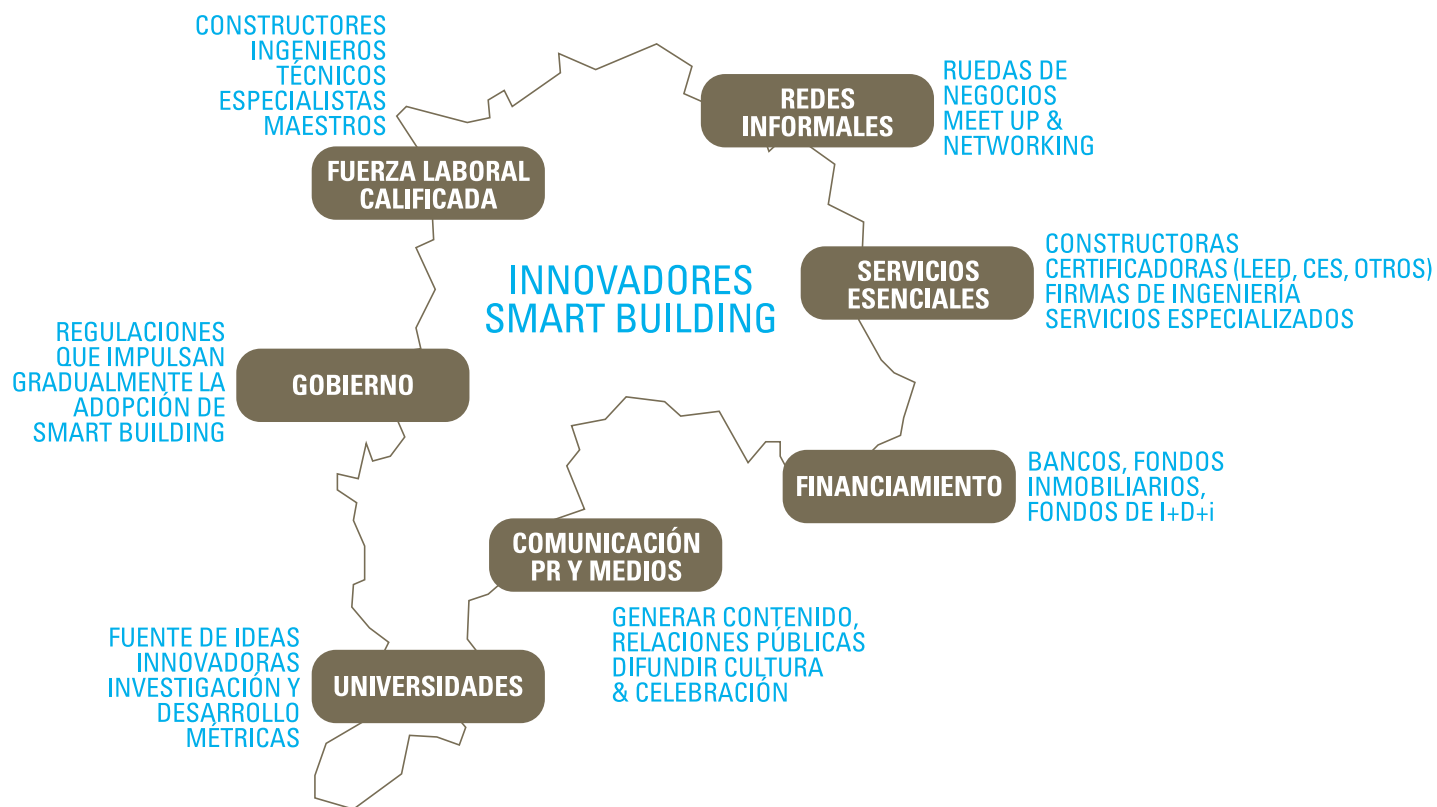 CONSTRUCTORES
INGENIEROS
TÉCNICOS
ESPECIALISTAS
MAESTROS
FUERZA LABORAL
CALIFICADA
REDES
INFORMALES
RUEDAS DE
NEGOCIOS
MEET UP &
NETWORKING
INNOVADORES
SMART BUILDING
SERVICIOS
ESENCIALES
CONSTRUCTORAS
CERTIFICADORAS (LEED, CES, OTROS)
FIRMAS DE INGENIERÍA
SERVICIOS ESPECIALIZADOS
REGULACIONES
QUE IMPULSAN
GRADUALMENTE LA
ADOPCIÓN DE
SMART BUILDING
GOBIERNO
FINANCIAMIENTO
BANCOS, FONDOS
INMOBILIARIOS,
FONDOS DE I+D+i
COMUNICACIÓN
PR Y MEDIOS
GENERAR CONTENIDO,
RELACIONES PÚBLICAS
DIFUNDIR CULTURA
& CELEBRACIÓN
FUENTE DE IDEAS
INNOVADORAS
INVESTIGACIÓN Y
DESARROLLO
MÉTRICAS
UNIVERSIDADES